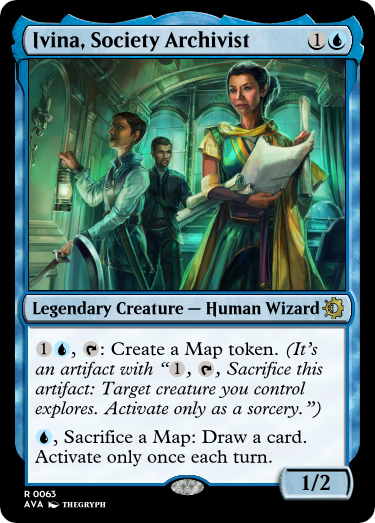 Ivina, Society Archivist 1
1, : Create a Map token. (It's
an artifact with “1, , Sacrifice this
artifact: Target creature you control
explores. Activate only as a sorcery.”)
, Sacrifice a Map: Draw a card.
Activate only once each turn.
Legendary Creature — Human Wizard
1/2
R 0063
AVA THEGRYPH